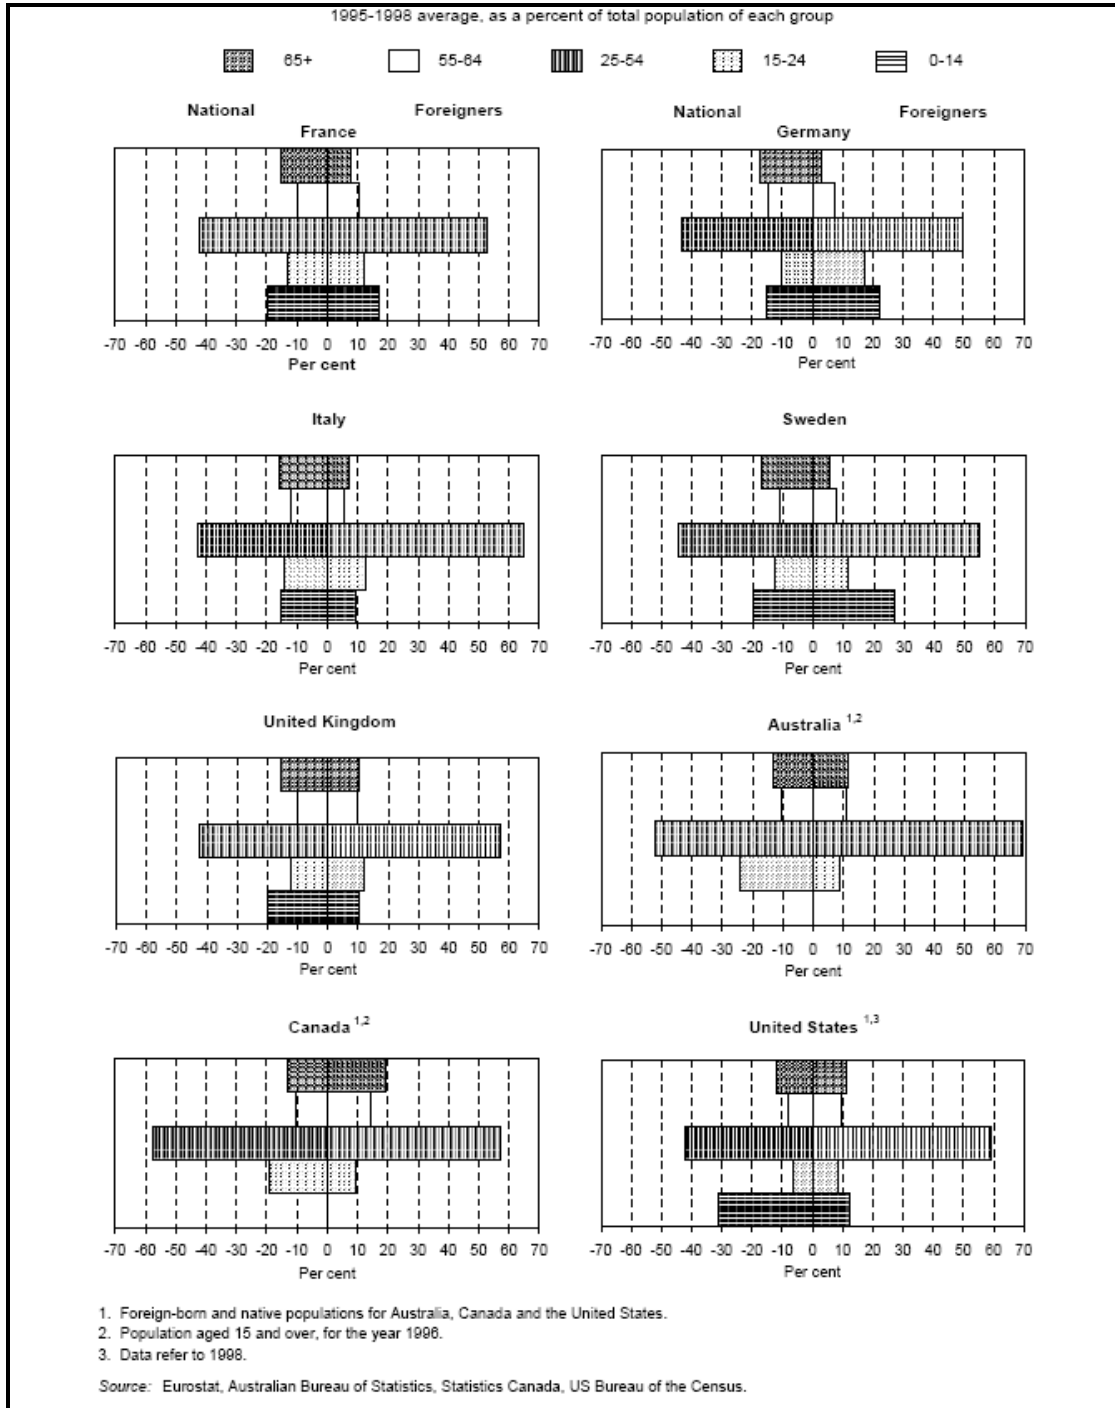 1995-1998 average, as a percent of total population of each group
65+ 55-64 25-54 15-24 0-14
National Foreigners National Foreigners
France Germany
-70 -60 -50 -40 -30 -20 -10 0 10 20 30 40 50 60 70 -70 -60 -50 -40 -30 -20 -10 0 10 20 30 40 50 60 70
Per cent Per cent
Italy Sweden
-70 -60 -50 -40 -30 -20 -10 0 10 20 30 40 50 60 70 -70 -60 -50 -40 -30 -20 -10 0 10 20 30 40 50 60 70
Per cent Per cent
United Kingdom Australia 1,2
-70 -60 -50 -40 -30 -20 -10 0 10 20 30 40 50 60 70 -70 -60 -50 -40 -30 -20 -10 0 10 20 30 40 50 60 70
Per cent Per cent
Canada 1,2 United States 1,3
-70 -60 -50 -40 -30 -20 -10 0 10 20 30 40 50 60 70 -70 -60 -50 -40 -30 -20 -10 0 10 20 30 40 50 60 70
Per cent Per cent
1. Foreign-born and native populations for Australia, Canada and the United States.
2. Population aged 15 and over, for the year 1996.
3. Data refer to 1998.
Source: Eurostat, Australian Bureau of Statistics, Statistics Canada, US Bureau of the Census.